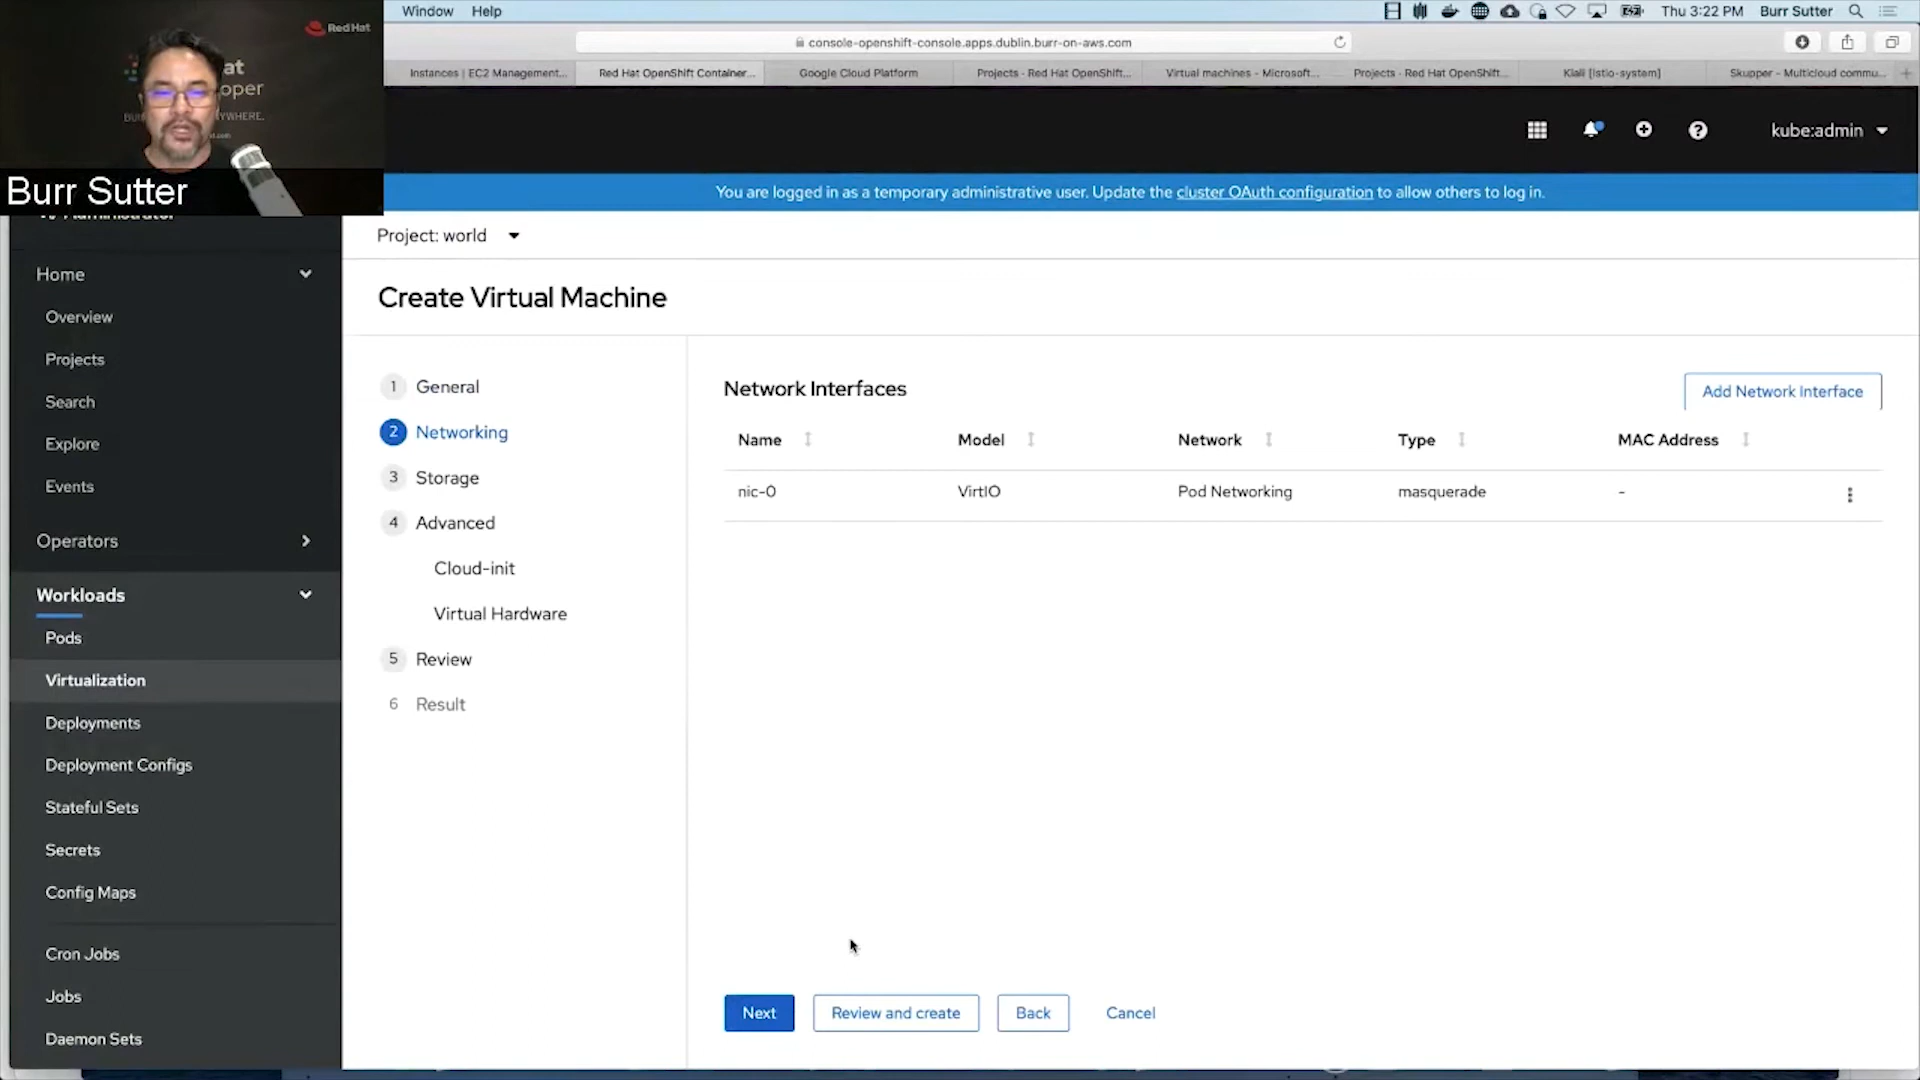 Window Help
Thu 3:22 PM Burr Sutter
Red Hat
console-openshift-console.apps.dublin.burr-on-aws.com
Instances | EC2 Management...
Red Hat OpenShift Container...
Google Cloud Platform
Projects - Red Hat OpenShift...
Virtual machines - Microsoft...
Projects - Red Hat OpenShift...
Kiali [istio-system]
Skupper - Multicloud commu...
kube:admin
Burr Sutter
You are logged in as a temporary administrative user. Update the cluster OAuth configuration to allow others to log in.
Administrator
Project: world
Home
Overview
Projects
Search
Explore
Events
Operators
Workloads
Pods
Virtualization
Deployments
Deployment Configs
Stateful Sets
Secrets
Config Maps
Cron Jobs
Jobs
Daemon Sets
Create Virtual Machine
1 General
2 Networking
3 Storage
4 Advanced
Cloud-init
Virtual Hardware
5 Review
6 Result
Network Interfaces
Add Network Interface
Name Model Network Type MAC Address
nic-0 VirtIO Pod Networking masquerade -
Next Review and create Back Cancel